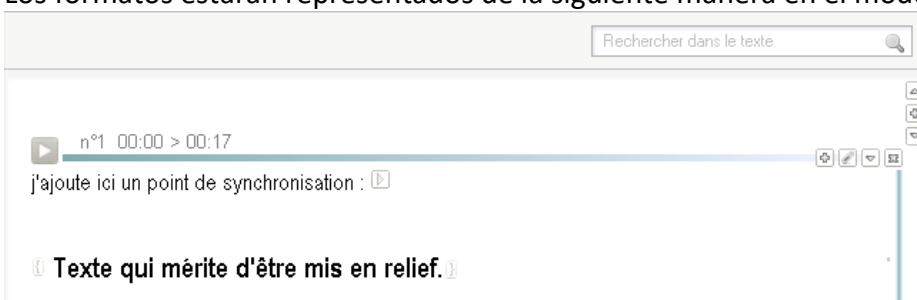 Los formatos estarán representados de la siguiente manera en el
Rechercher dans le texte
n°1 00:00 > 00:17
j'ajoute ici un point de synchronisation :
Texte qui mérite d'être mis en relief.